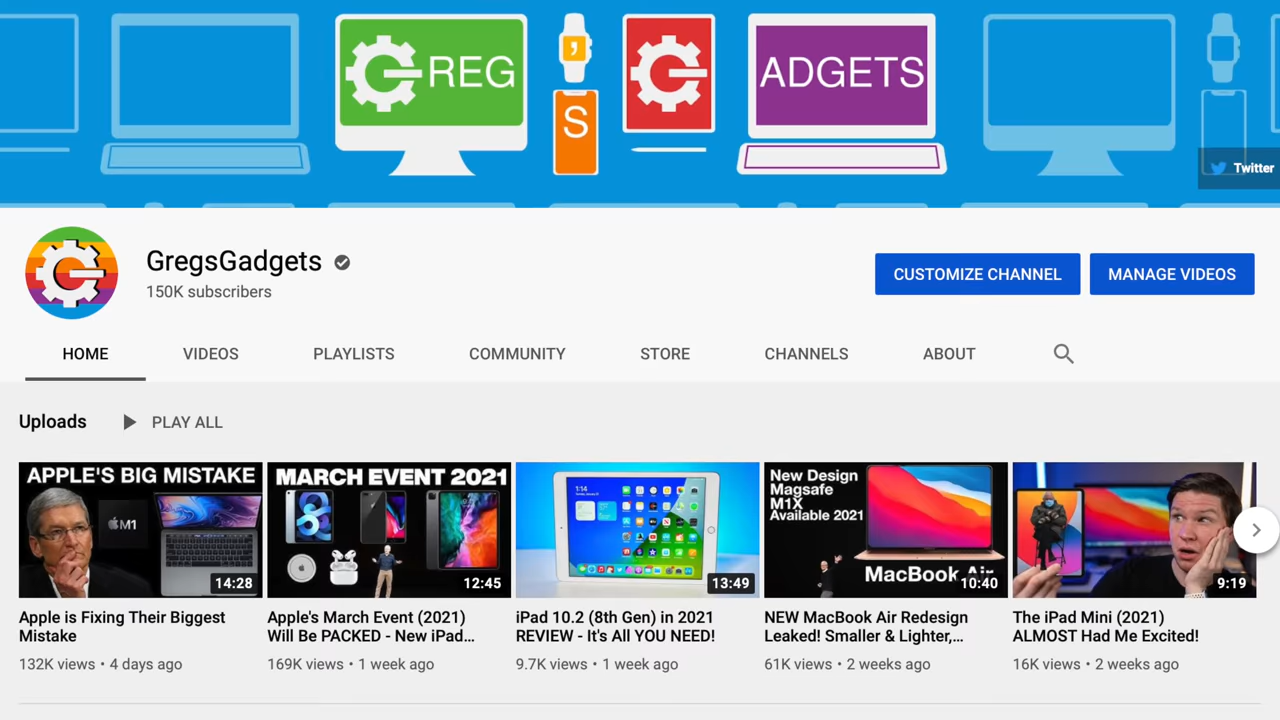 REG
,
S
ADGETS
Twitter
GregsGadgets
150K subscribers
CUSTOMIZE CHANNEL
MANAGE VIDEOS
HOME
VIDEOS
PLAYLISTS
COMMUNITY
STORE
CHANNELS
ABOUT
Uploads
PLAY ALL
APPLE'S BIG MISTAKE
M1
14:28
Apple is Fixing Their Biggest
Mistake
132K views • 4 days ago
MARCH EVENT 2021
12:45
Apple's March Event (2021)
Will Be PACKED - New iPad...
169K views • 1 week ago
1:14
13:49
iPad 10.2 (8th Gen) in 2021
REVIEW - It's All YOU NEED!
9.7K views • 1 week ago
New Design
Magsafe
M1X
Available 2021
MacBook Air
10:40
NEW MacBook Air Redesign
Leaked! Smaller & Lighter,...
61K views • 2 weeks ago
9:19
The iPad Mini (2021)
ALMOST Had Me Excited!
16K views • 2 weeks ago